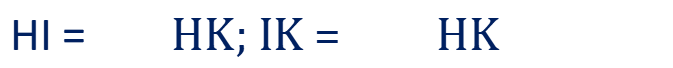 HI = HK; IK = HK